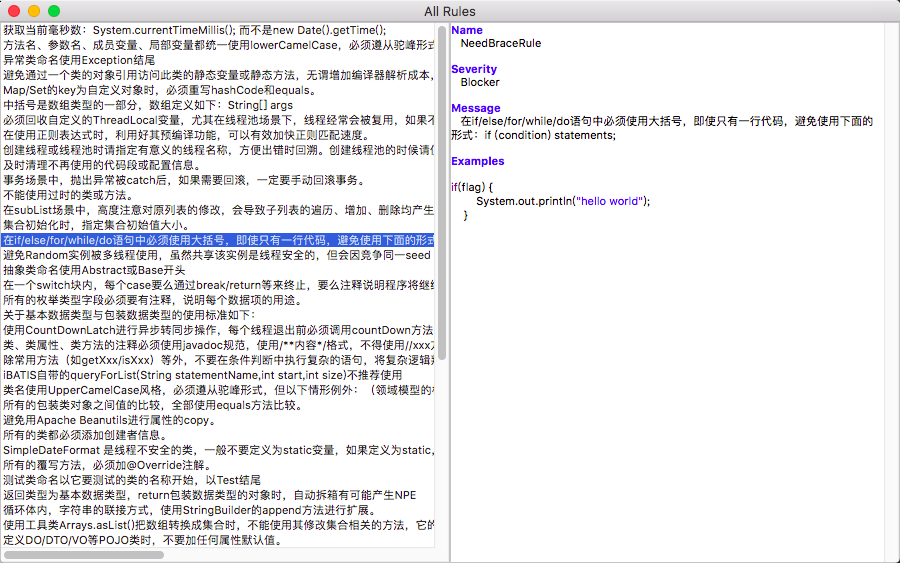 All Rules
获取当前毫秒数：System.currentTimeMillis(); 而不是new Date().getTime();
方法名、参数名、成员变量、局部变量都统一使用lowerCamelCase，必须遵从驼峰形式
异常类命名使用Exception结尾
避免通过一个类的对象引用访问此类的静态变量或静态方法，无谓增加编译器解析成本，
Map/Set的key为自定义对象时，必须重写hashCode和equals。
中括号是数组类型的一部分，数组定义如下：String[] args
必须回收自定义的ThreadLocal变量，尤其在线程池场景下，线程经常会被复用，如果不
在使用正则表达式时，利用好其预编译功能，可以有效加快正则匹配速度。
创建线程或线程池时请指定有意义的线程名称，方便出错时回溯。创建线程池的时候请使
及时清理不再使用的代码段或配置信息。
事务场景中，抛出异常被catch后，如果需要回滚，一定要手动回滚事务。
不能使用过时的类或方法。
在subList场景中，高度注意对原列表的修改，会导致子列表的遍历、增加、删除均产生
集合初始化时，指定集合初始值大小。
在if/else/for/while/do语句中必须使用大括号，即使只有一行代码，避免使用下面的形式
避免Random实例被多线程使用，虽然共享该实例是线程安全的，但会因竞争同一seed
抽象类命名使用Abstract或Base开头
在一个switch块内，每个case要么通过break/return等来终止，要么注释说明程序将继续
所有的枚举类型字段必须要有注释，说明每个数据项的用途。
关于基本数据类型与包装数据类型的使用标准如下：
使用CountDownLatch进行异步转同步操作，每个线程退出前必须调用countDown方法
类、类属性、类方法的注释必须使用javadoc规范，使用/**内容*/格式，不得使用//xxx
除常用方法（如getXxx/isXxx）等外，不要在条件判断中执行复杂的语句，将复杂逻辑
iBATIS自带的queryForList(String statementName,int start,int size)不推荐使用
类名使用UpperCamelCase风格，必须遵从驼峰形式，但以下情形例外：（领域模型的
所有的包装类对象之间值的比较，全部使用equals方法比较。
避免用Apache Beanutils进行属性的copy。
所有的类都必须添加创建者信息。
SimpleDateFormat 是线程不安全的类，一般不要定义为static变量，如果定义为static，
所有的覆写方法，必须加@Override注解。
测试类命名以它要测试的类的名称开始，以Test结尾
返回类型为基本数据类型，return包装数据类型的对象时，自动拆箱有可能产生NPE
循环体内，字符串的联接方式，使用StringBuilder的append方法进行扩展。
使用工具类Arrays.asList()把数组转换成集合时，不能使用其修改集合相关的方法，它的
定义DO/DTO/VO等POJO类时，不要加任何属性默认值。
Name
NeedBraceRule
Severity
Blocker
Message
在if/else/for/while/do语句中必须使用大括号，即使只有一行代码，避免使用下面的
形式：if (condition) statements;
Examples
if(flag) {
System.out.println("hello world");
}